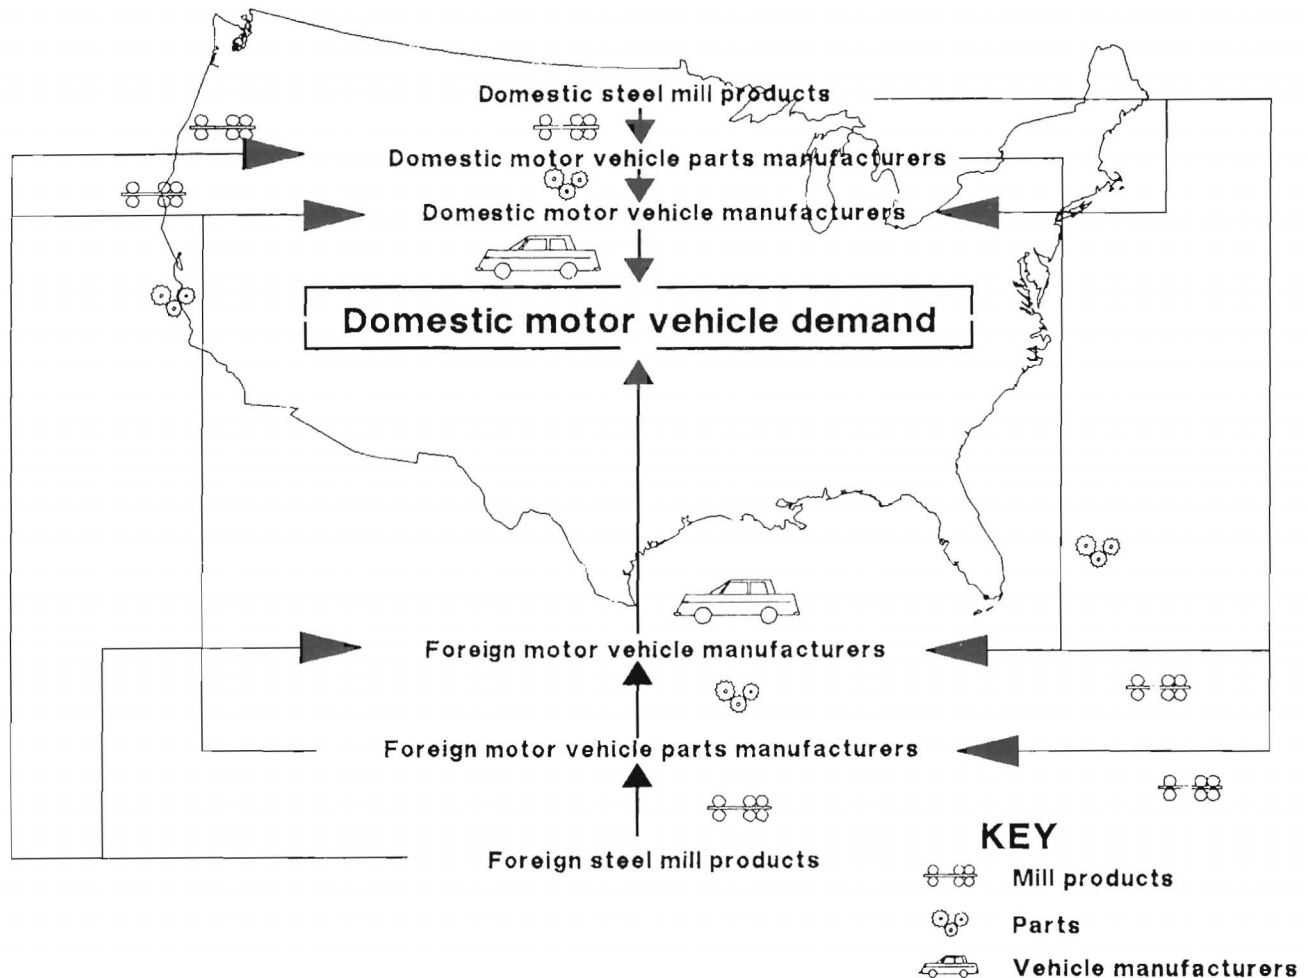 Domestic steel mill products
Domestic motor vehicle parts manufacturers
Domestic motor vehicle manufacturers
Domestic motor vehicle demand
Foreign motor vehicle manufacturers
Foreign motor vehicle parts manufacturers
Foreign steel mill products
KEY
Mill products
Parts
Vehicle manufacturers